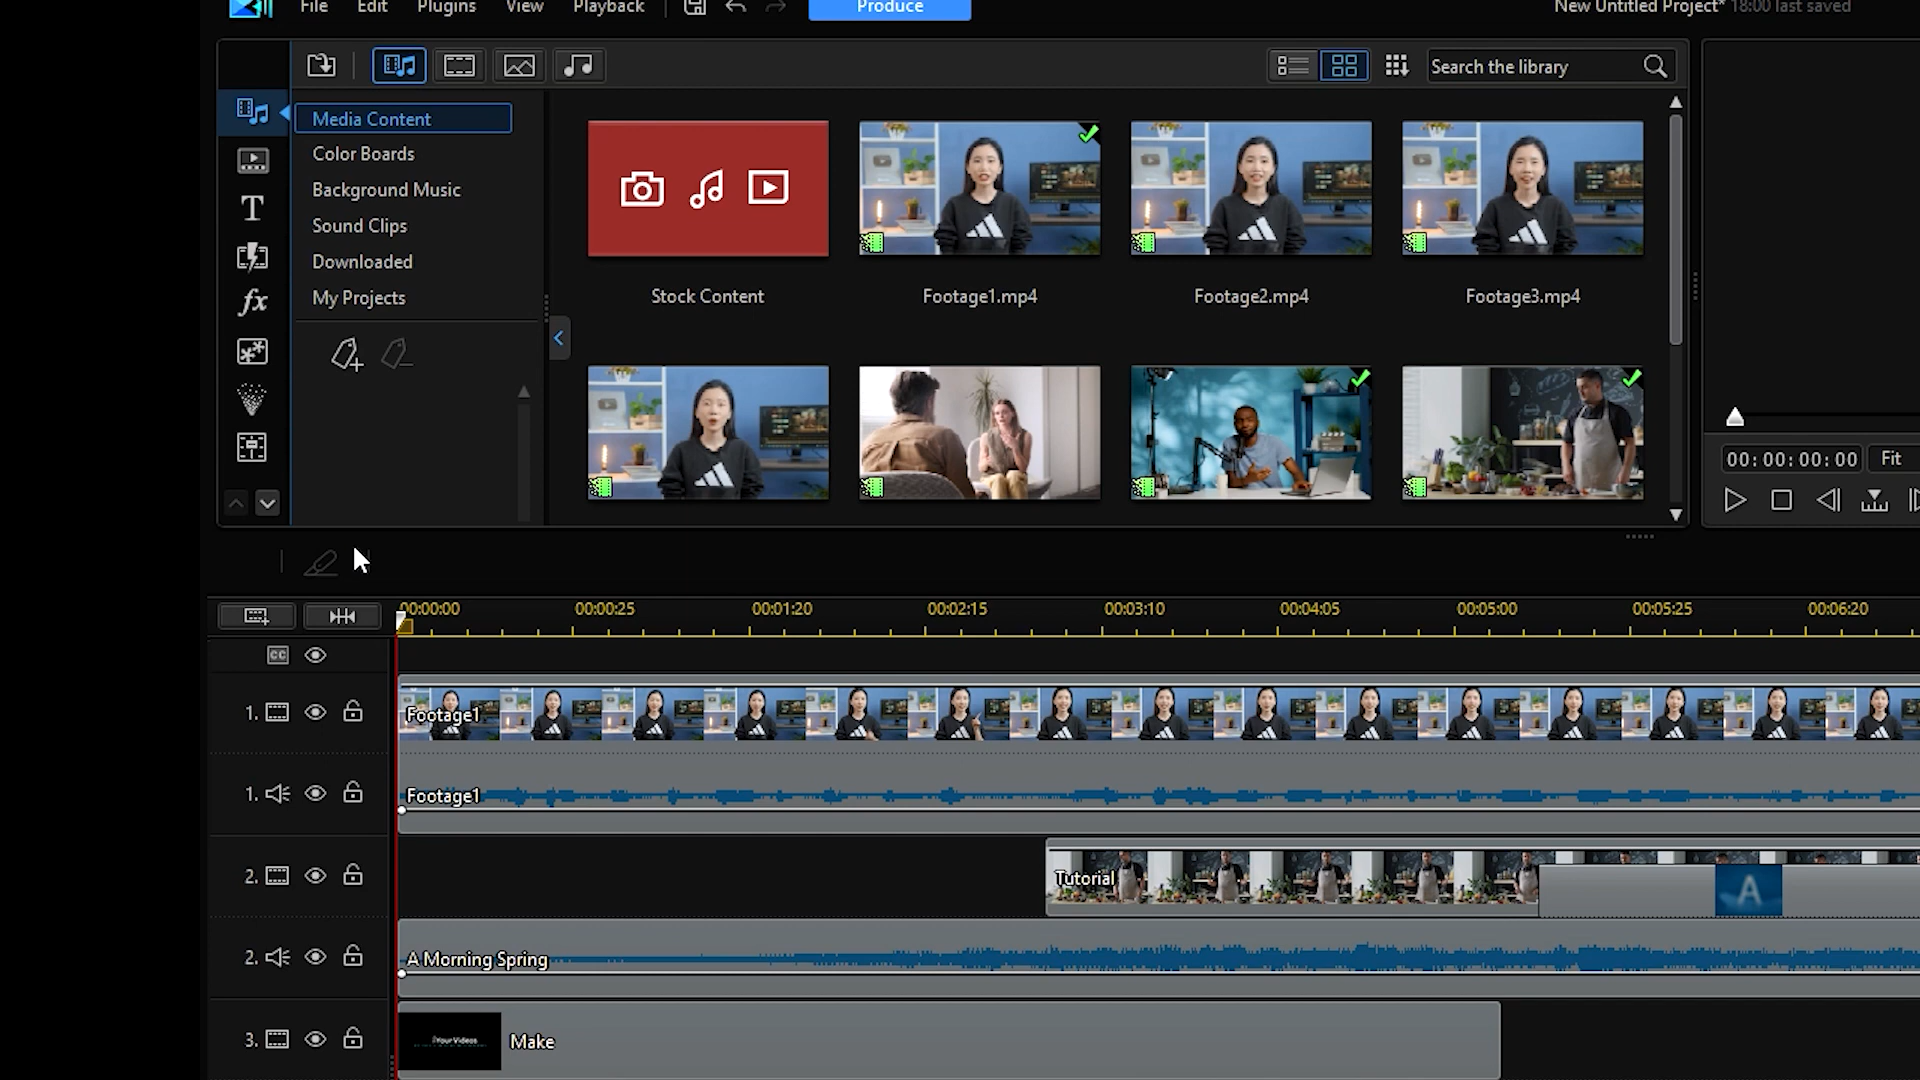 File Edit Plugins View Playback Produce New Untitled Project* 18:00 last saved
Search the library
Media Content
Color Boards
Background Music
Sound Clips
Downloaded
My Projects
Stock Content Footage1.mp4 Footage2.mp4 Footage3.mp4
T
fx
00:00:00:00 Fit
00:00:00 00:00:25 00:01:20 00:02:15 00:03:10 00:04:05 00:05:00 00:05:25 00:06:20
CC
1. Footage1
1. Footage1
2. Tutorial A
2. A Morning Spring
3. Your Videos Make